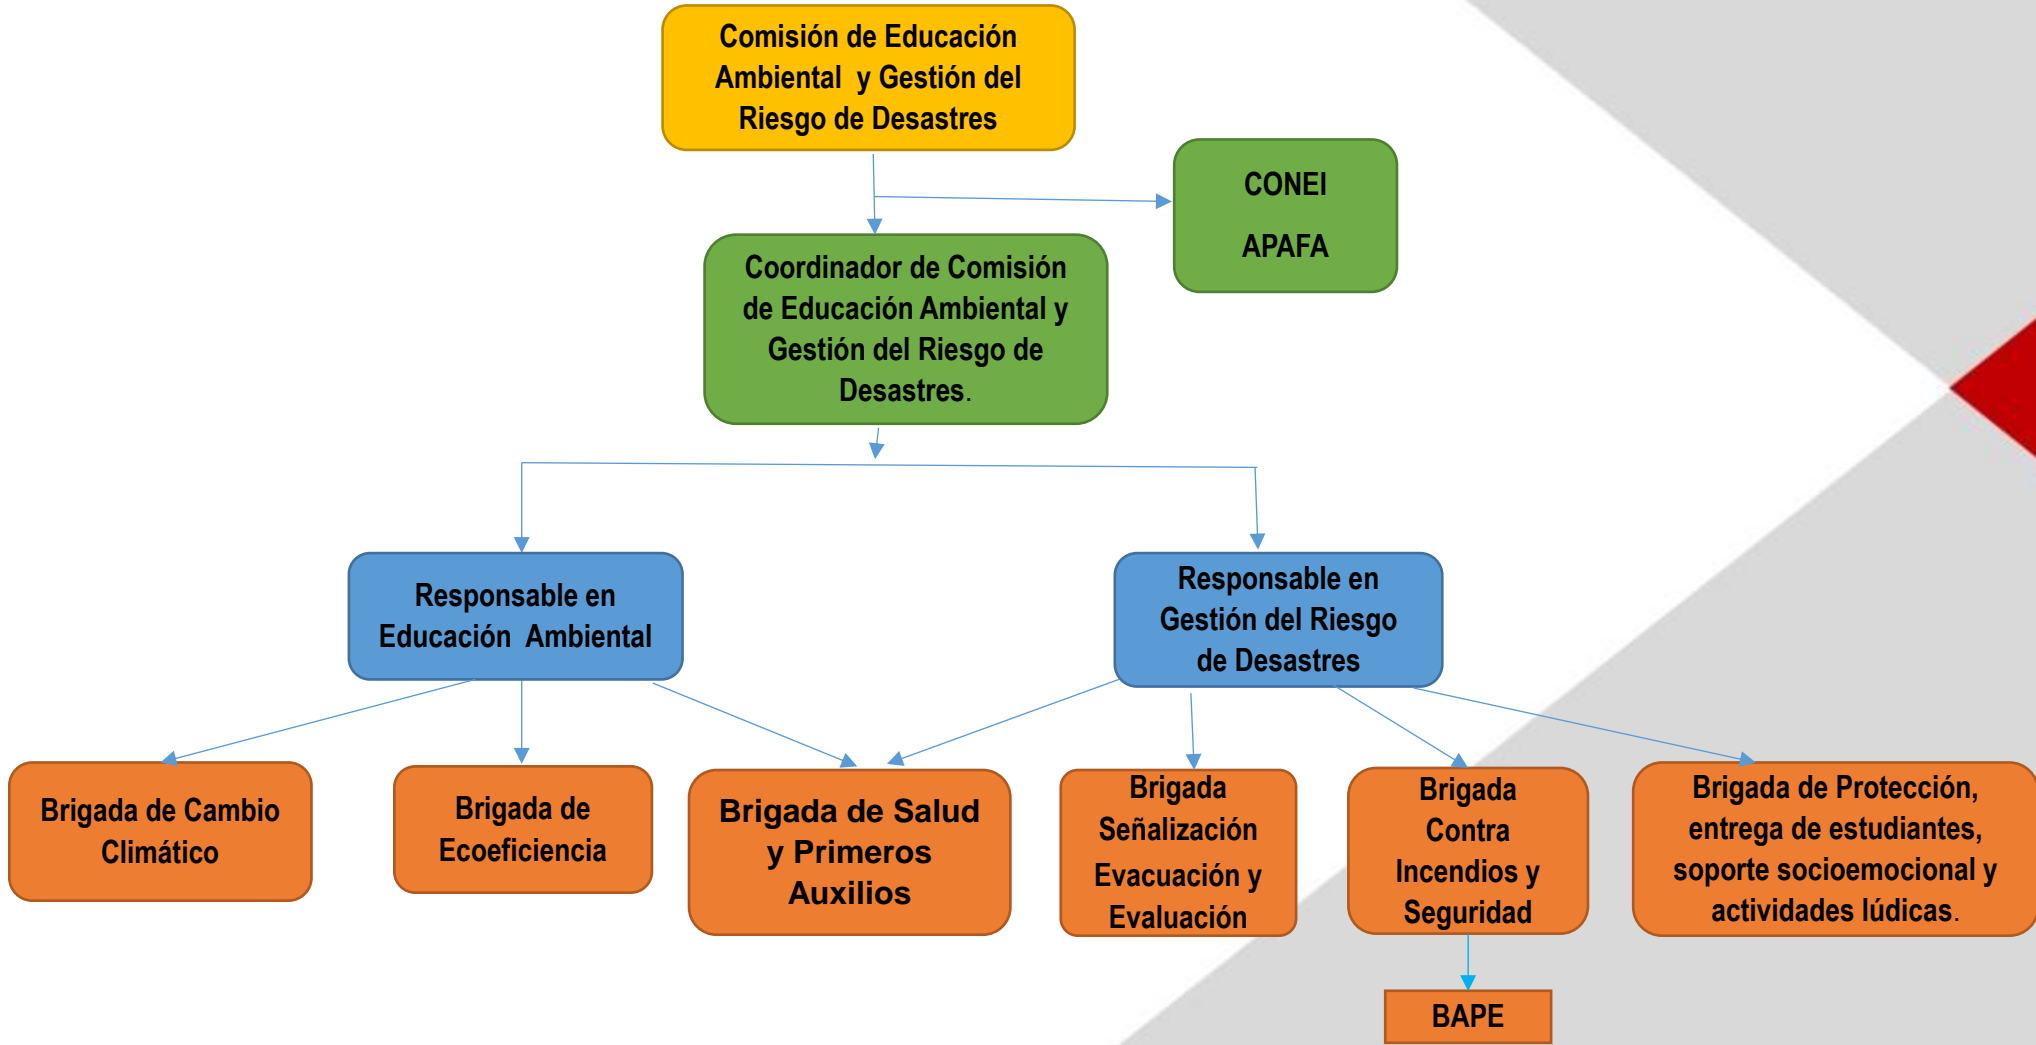 Comisión de Educación
Ambiental y Gestión del
Riesgo de Desastres
CONEI
APAFA
Coordinador de Comisión
de Educación Ambiental y
Gestión del Riesgo de
Desastres.
Responsable en
Educación Ambiental
Responsable en
Gestión del Riesgo
de Desastres
Brigada de Cambio
Climático
Brigada de
Ecoeficiencia
Brigada de Salud
y Primeros
Auxilios
Brigada
Señalización
Evacuación y
Evaluación
Brigada
Contra
Incendios y
Seguridad
Brigada de Protección,
entrega de estudiantes,
soporte socioemocional y
actividades lúdicas.
BAPE